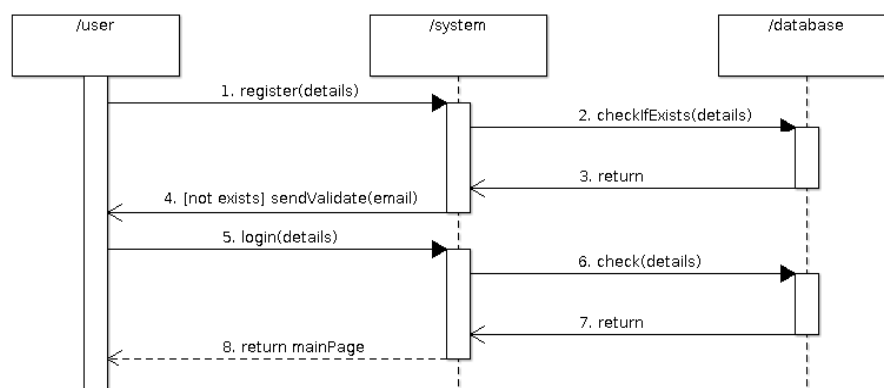 /user
/system
/database
1. register(details)
2. checkIfExists(details)
3. return
4. [not exists] sendValidate(email)
5. login(details)
6. check(details)
7. return
8. return mainPage